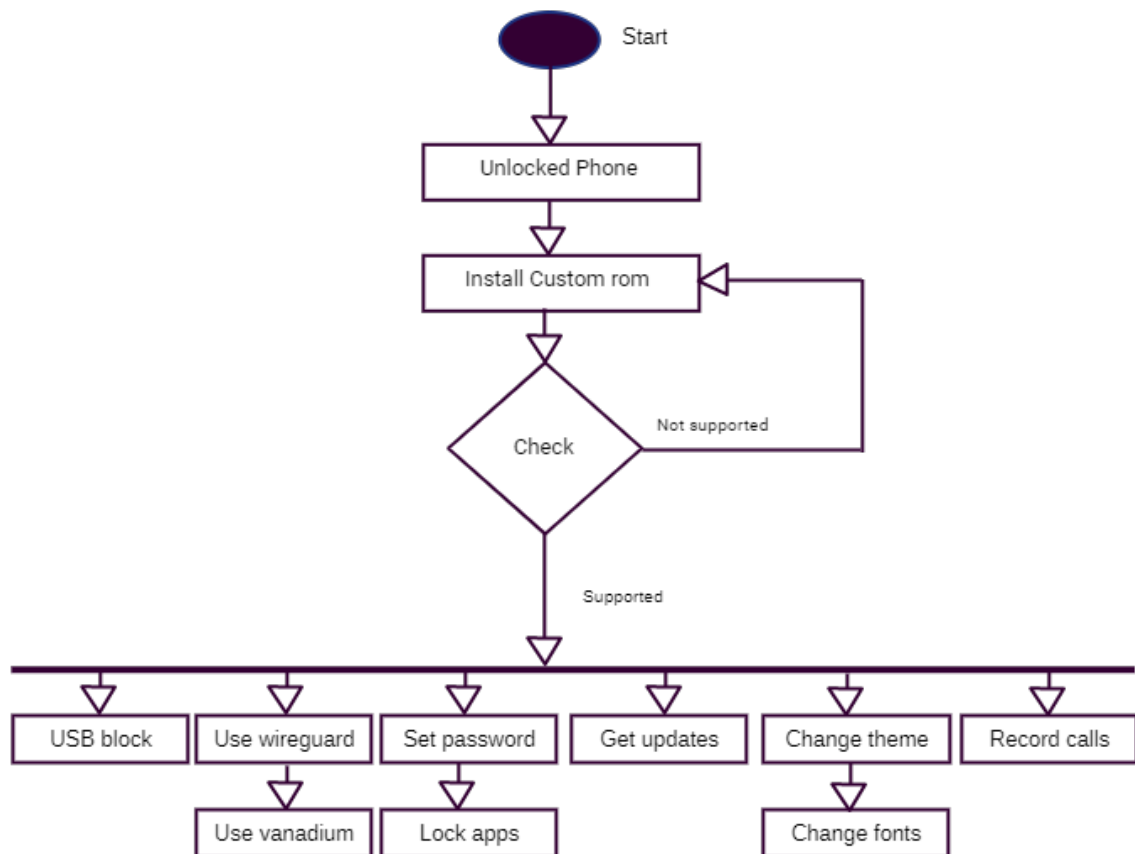 Start
Unlocked Phone
Install Custom rom
Not supported
Check
Supported
USB block
Use wireguard
Set password
Get updates
Change theme
Record calls
Use vanadium
Lock apps
Change fonts